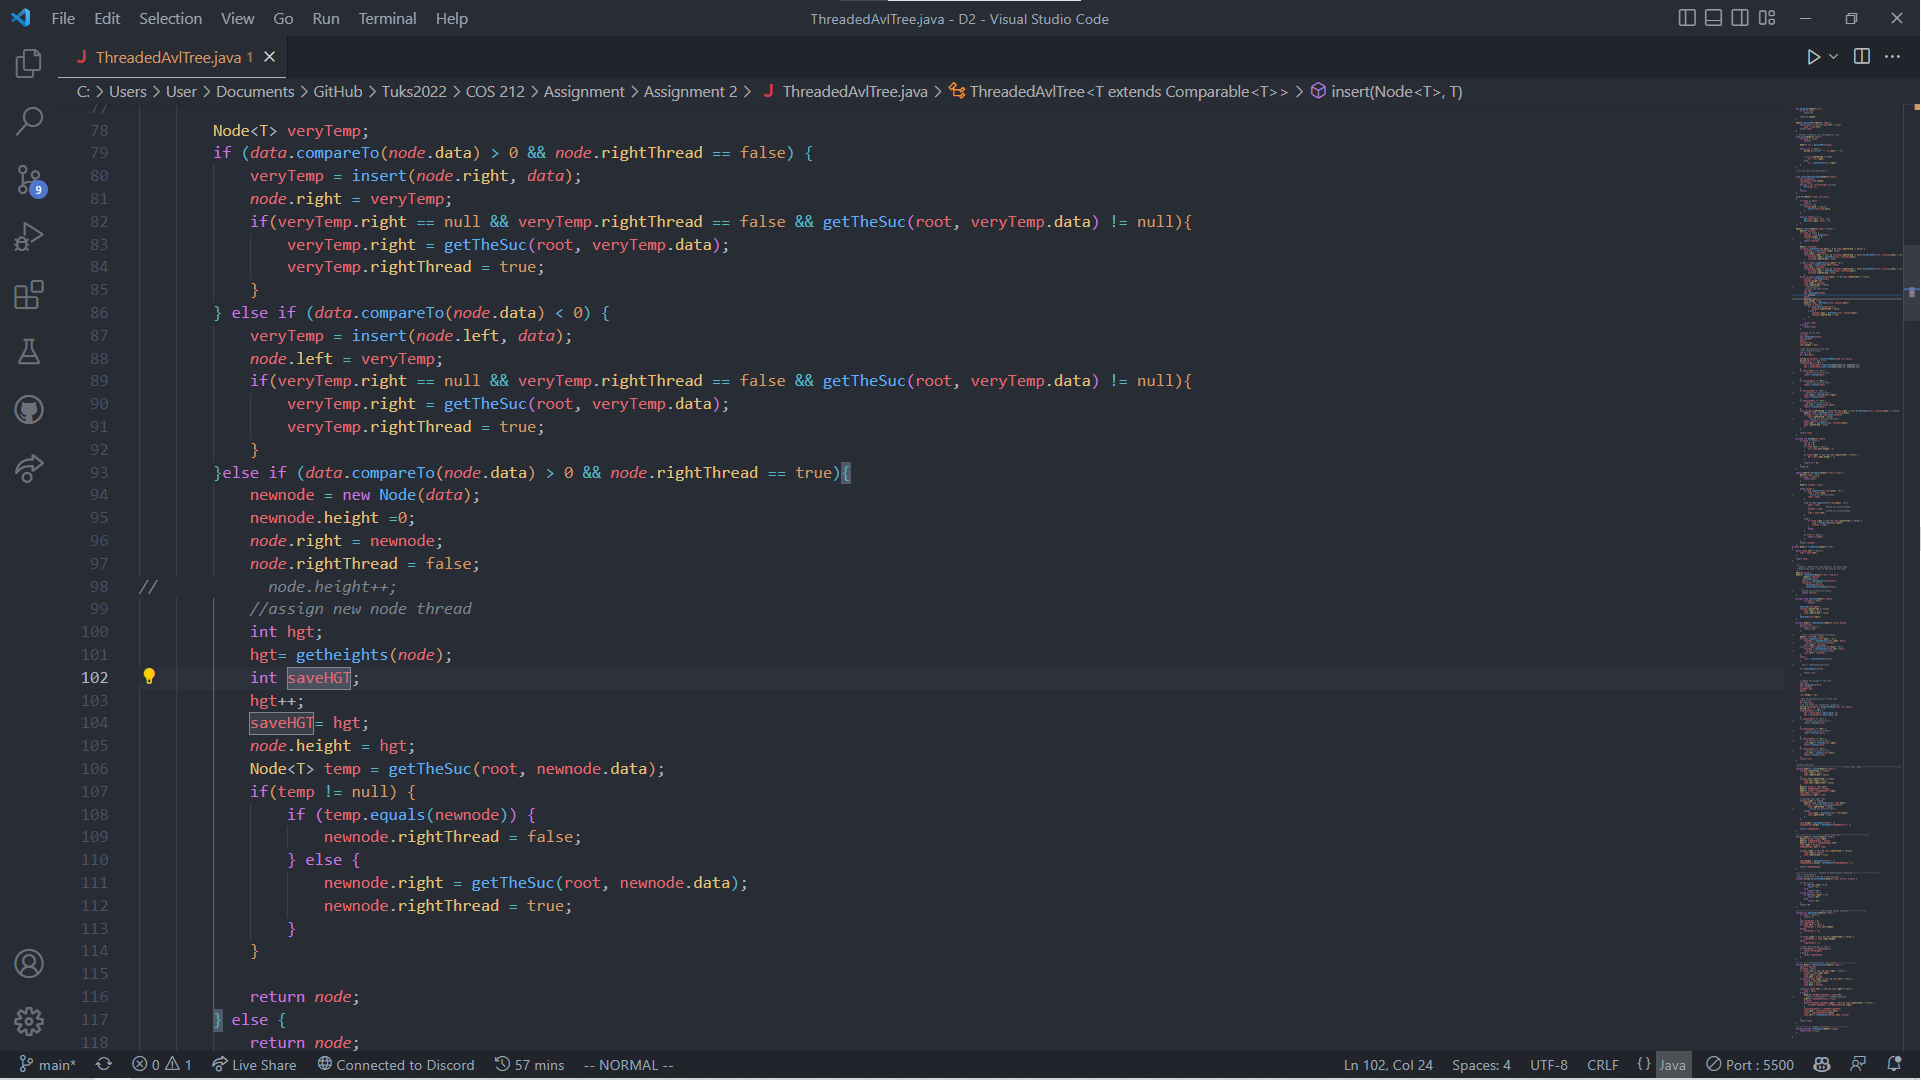 File Edit Selection View Go Run Terminal Help
ThreadedAvlTree.java - D2 - Visual Studio Code
J ThreadedAvlTree.java 1
C: > Users > User > Documents > GitHub > Tuks2022 > COS 212 > Assignment > Assignment 2 > J ThreadedAvlTree.java > ThreadedAvlTree<T extends Comparable<T>> > insert(Node<T>, T)
77
78 Node<T> veryTemp;
79 if (data.compareTo(node.data) > 0 && node.rightThread == false) {
80 veryTemp = insert(node.right, data);
81 node.right = veryTemp;
82 if(veryTemp.right == null && veryTemp.rightThread == false && getTheSuc(root, veryTemp.data) != null){
83 veryTemp.right = getTheSuc(root, veryTemp.data);
84 veryTemp.rightThread = true;
85 }
86 } else if (data.compareTo(node.data) < 0) {
87 veryTemp = insert(node.left, data);
88 node.left = veryTemp;
89 if(veryTemp.right == null && veryTemp.rightThread == false && getTheSuc(root, veryTemp.data) != null){
90 veryTemp.right = getTheSuc(root, veryTemp.data);
91 veryTemp.rightThread = true;
92 }
93 }else if (data.compareTo(node.data) > 0 && node.rightThread == true){
94 newnode = new Node(data);
95 newnode.height =0;
96 node.right = newnode;
97 node.rightThread = false;
98 // node.height++;
99 //assign new node thread
100 int hgt;
101 hgt= getheights(node);
102 int saveHGT;
103 hgt++;
104 saveHGT= hgt;
105 node.height = hgt;
106 Node<T> temp = getTheSuc(root, newnode.data);
107 if(temp != null) {
108 if (temp.equals(newnode)) {
109 newnode.rightThread = false;
110 } else {
111 newnode.right = getTheSuc(root, newnode.data);
112 newnode.rightThread = true;
113 }
114 }
115
116 return node;
117 } else {
118 return node;
9
main* 0 1 Live Share Connected to Discord 57 mins -- NORMAL -- Ln 102, Col 24 Spaces: 4 UTF-8 CRLF {} Java Port : 5500